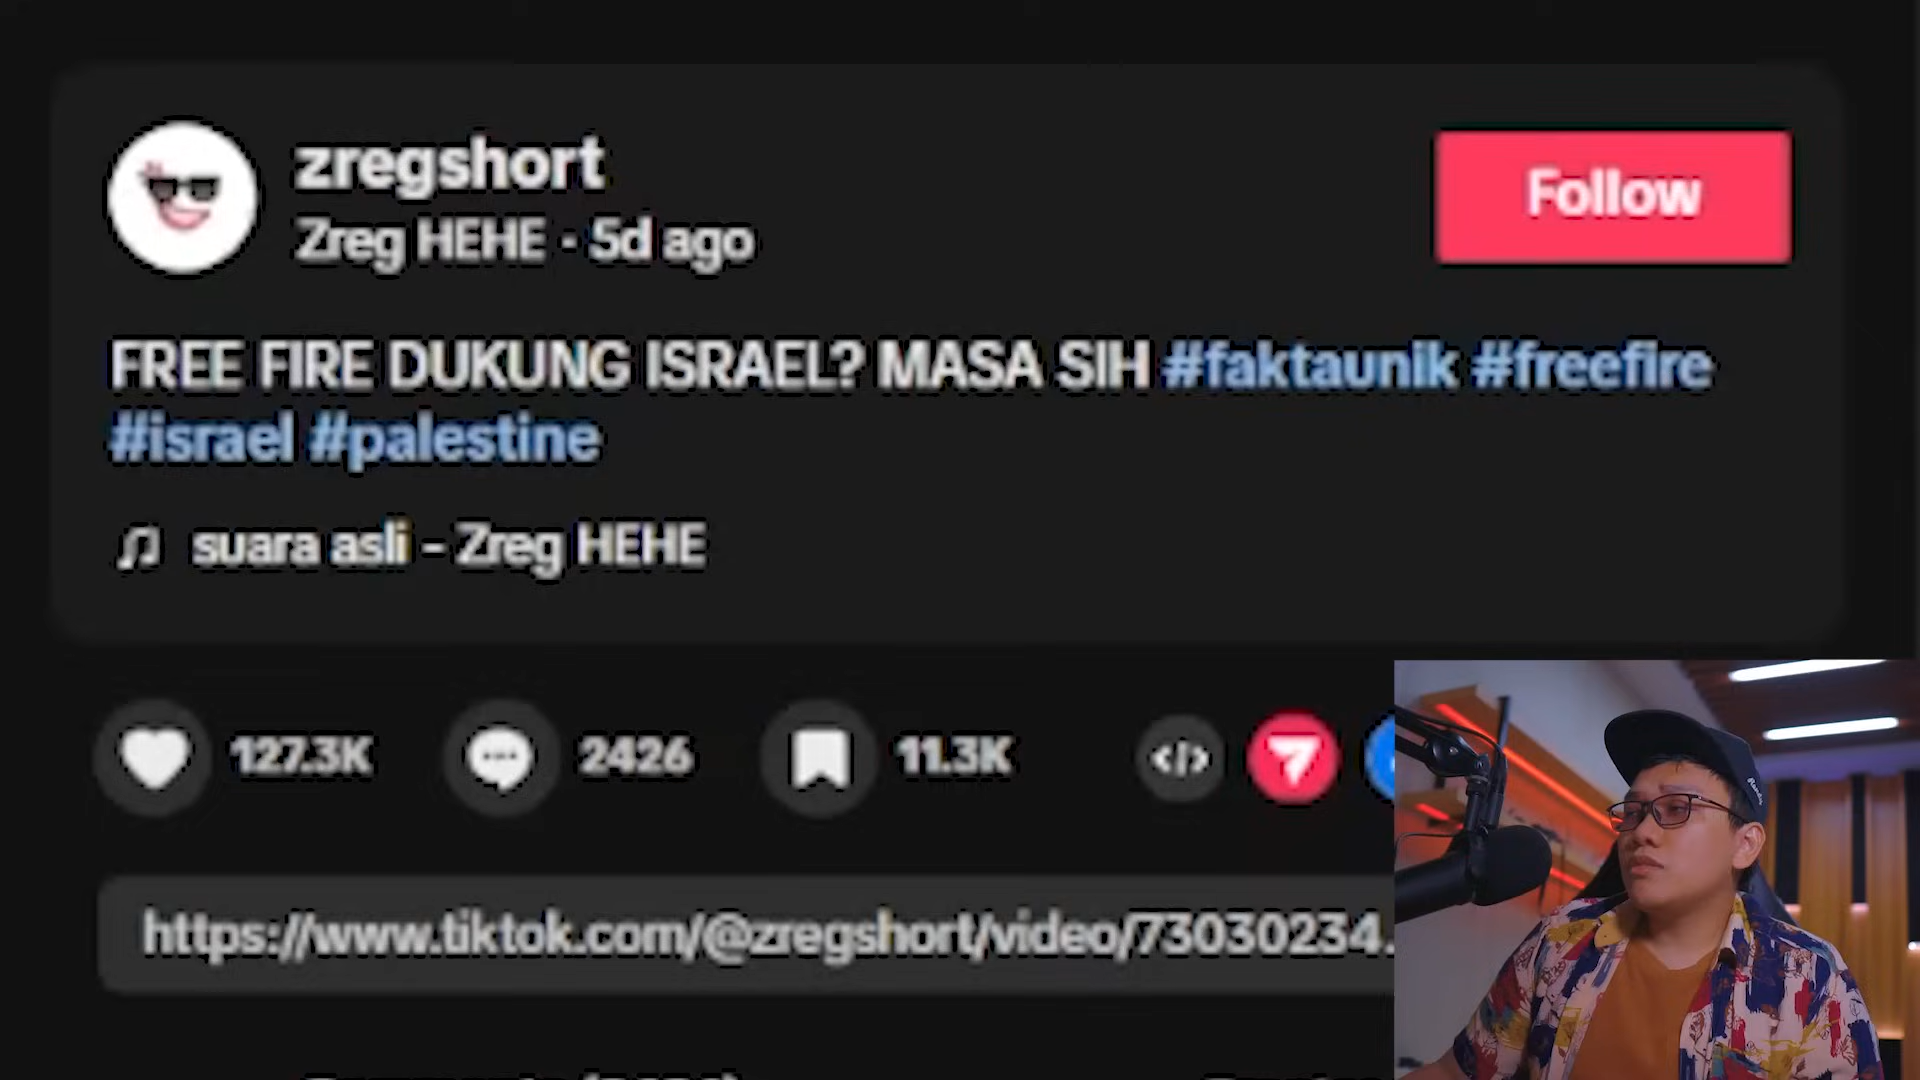 zregshort
Zreg HEHE · 5d ago
Follow
FREE FIRE DUKUNG ISRAEL? MASA SIH #faktaunik #freefire
#israel #palestine
suara asli - Zreg HEHE
127.3K
2426
11.3K
https://www.tiktok.com/@zregshort/video/73030234.